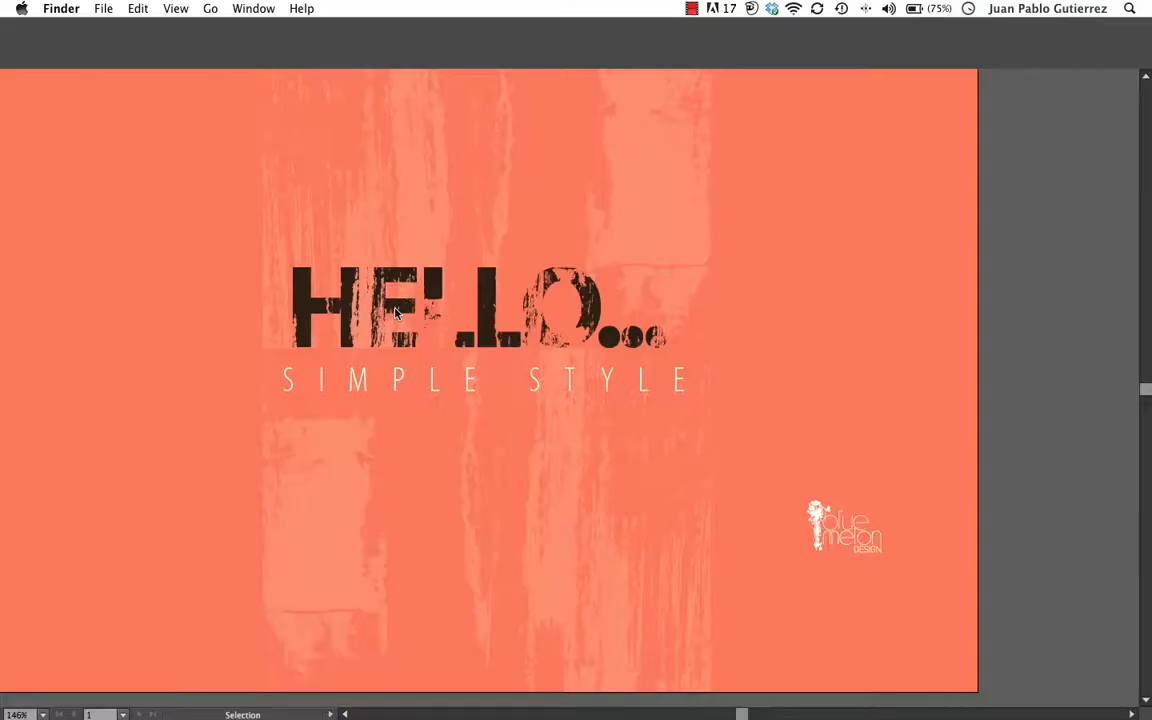 Finder File Edit View Go Window Help 17 (75%) Juan Pablo Gutierrez
HELLO...
SIMPLE STYLE
blue
melon
DESIGN
146% 1 Selection